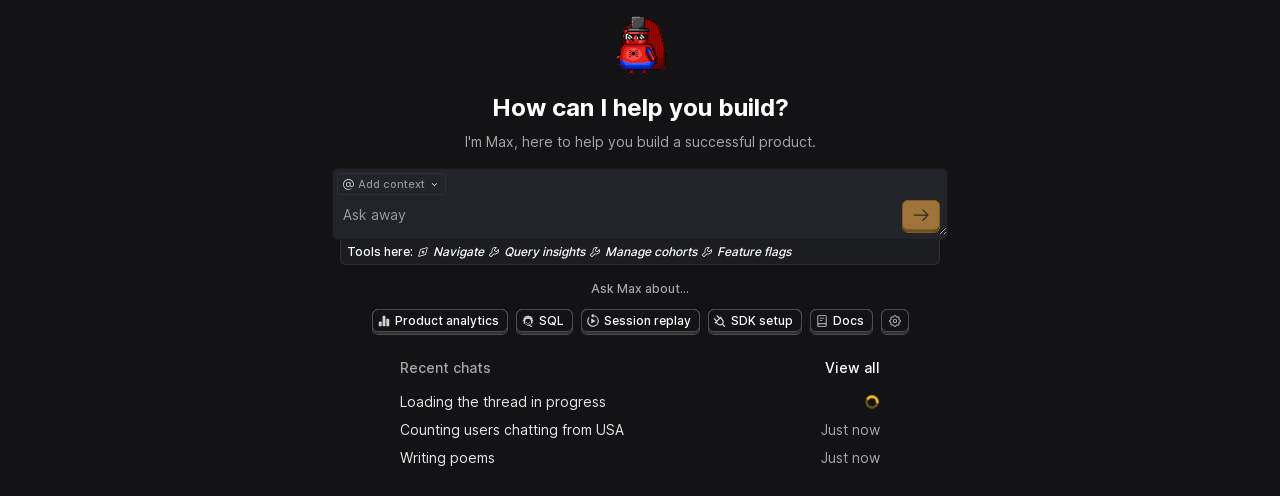 How can I help you build?
I'm Max, here to help you build a successful product.
@ Add context
Ask away
Tools here: Navigate Query insights Manage cohorts Feature flags
Ask Max about...
Product analytics SQL Session replay SDK setup Docs
Recent chats View all
Loading the thread in progress
Counting users chatting from USA Just now
Writing poems Just now